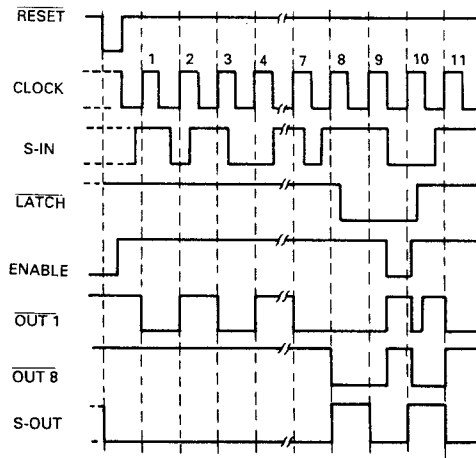 RESET
1 2 3 4 7 8 9 10 11
CLOCK
S-IN
LATCH
ENABLE
OUT 1
OUT 8
S-OUT